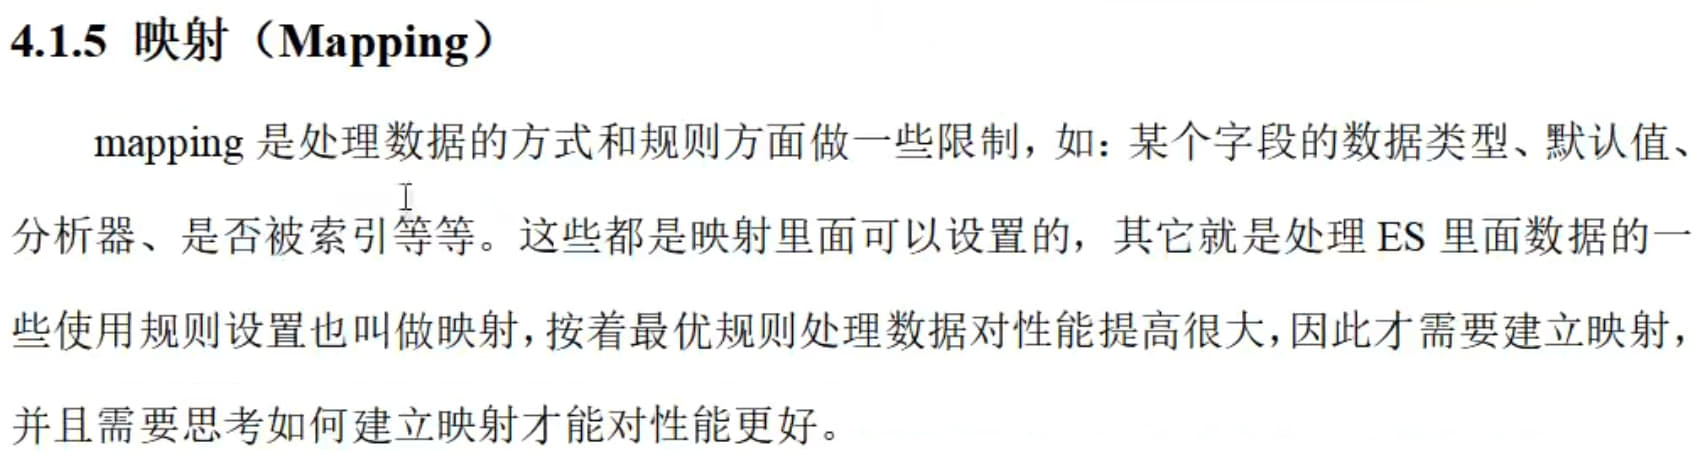 4.1.5 映射（Mapping）
mapping 是处理数据的方式和规则方面做一些限制，如：某个字段的数据类型、默认值、
分析器、是否被索引等等。这些都是映射里面可以设置的，其它就是处理 ES 里面数据的一
些使用规则设置也叫做映射，按着最优规则处理数据对性能提高很大，因此才需要建立映射，
并且需要思考如何建立映射才能对性能更好。